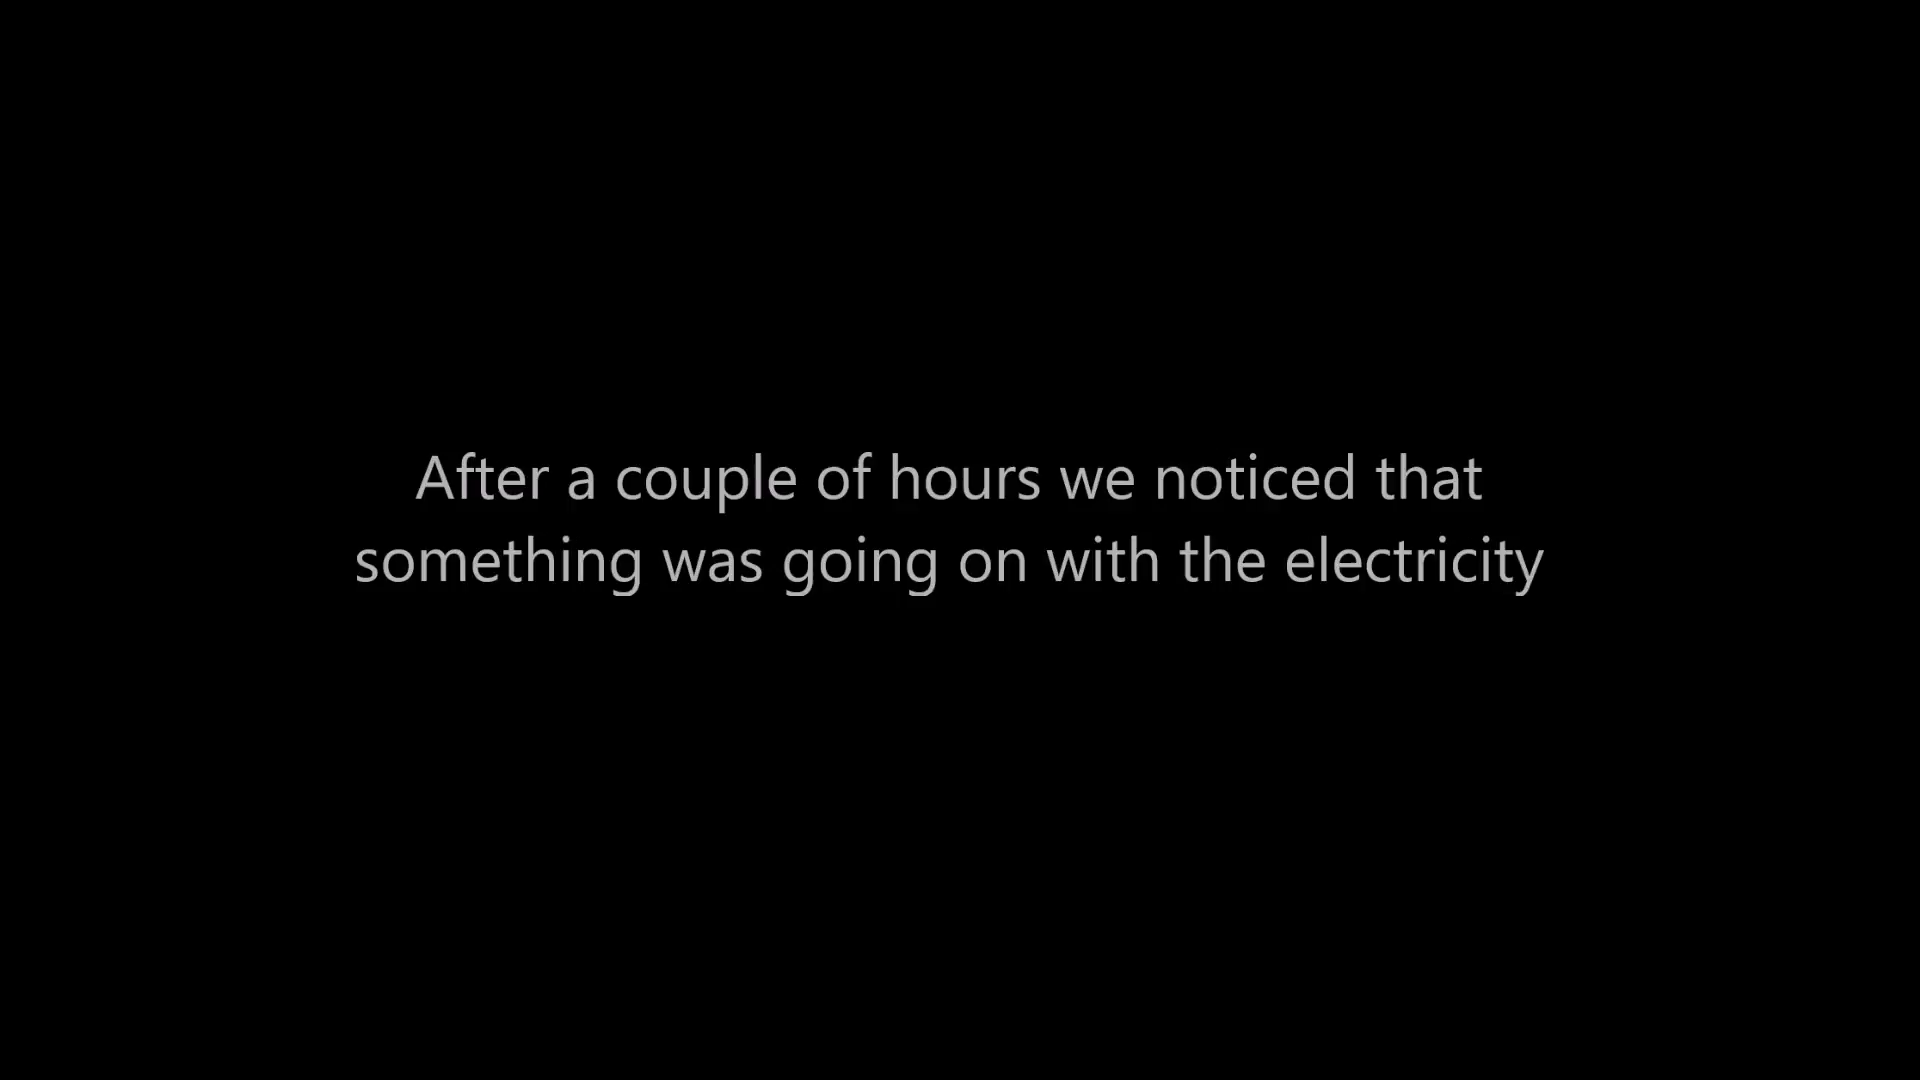 After a couple of hours we noticed that
something was going on with the electricity